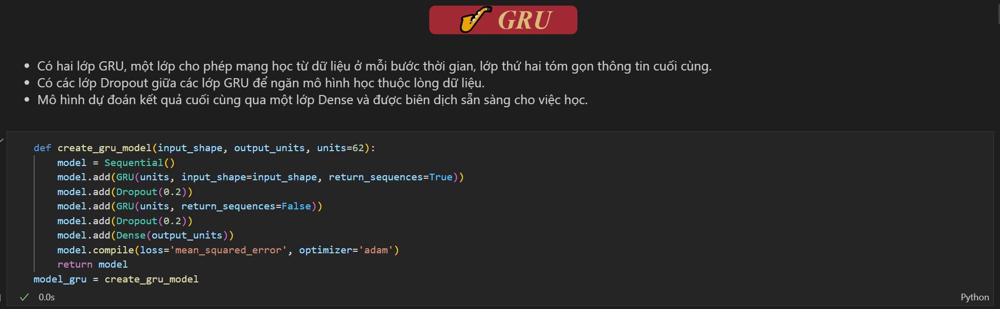 GRU
• Có hai lớp GRU, một lớp cho phép mạng học từ dữ liệu ở mỗi bước thời gian, lớp thứ hai tóm gọn thông tin cuối cùng.
• Có các lớp Dropout giữa các lớp GRU để ngăn mô hình học thuộc lòng dữ liệu.
• Mô hình dự đoán kết quả cuối cùng qua một lớp Dense và được biên dịch sẵn sàng cho việc học.
def create_gru_model(input_shape, output_units, units=62):
    model = Sequential()
    model.add(GRU(units, input_shape=input_shape, return_sequences=True))
    model.add(Dropout(0.2))
    model.add(GRU(units, return_sequences=False))
    model.add(Dropout(0.2))
    model.add(Dense(output_units))
    model.compile(loss='mean_squared_error', optimizer='adam')
    return model
model_gru = create_gru_model
0.0s
Python